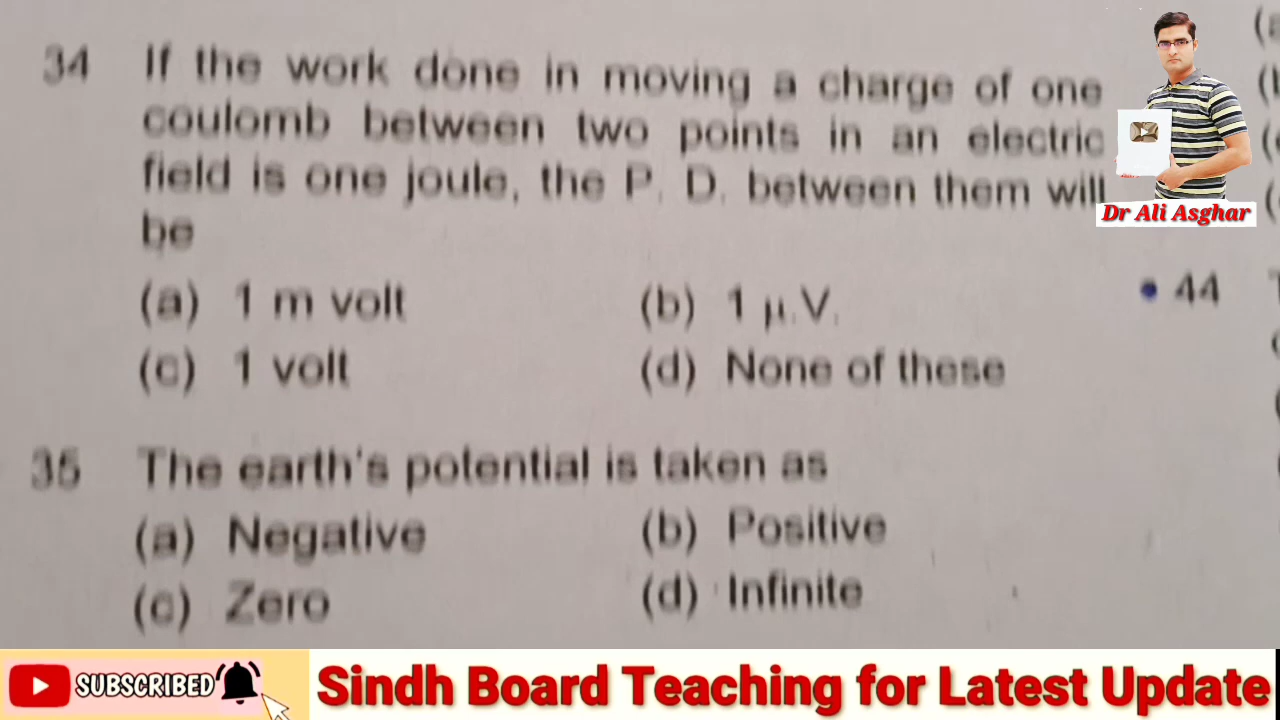 34 If the work done in moving a charge of one
coulomb between two points in an electric
field is one joule, the P. D. between them will
be
(a) 1 m volt (b) 1 µ.V.
(c) 1 volt (d) None of these
35 The earth's potential is taken as
(a) Negative (b) Positive
(c) Zero (d) Infinite
44
Dr Ali Asghar
SUBSCRIBED
Sindh Board Teaching for Latest Update